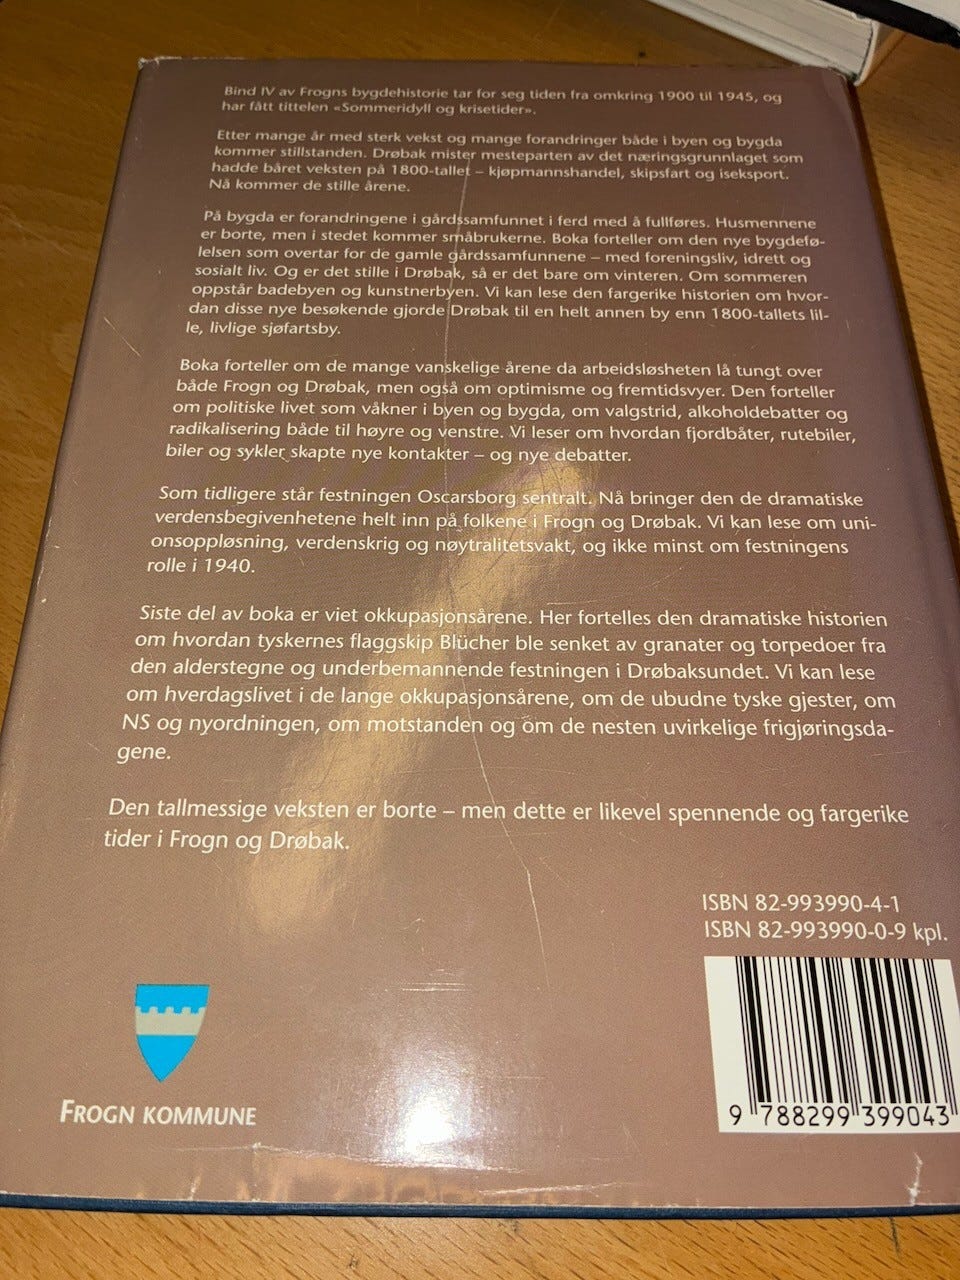 Bind IV av Frogns bygdehistorie tar for seg tiden fra omkring 1900 til 1945, og
har fått tittelen «Sommeridyll og krisetider».
Etter mange år med sterk vekst og mange forandringer både i byen og bygda
kommer stillstanden. Drøbak mister mesteparten av det næringsgrunnlaget som
hadde båret veksten på 1800-tallet – kjøpmannshandel, skipsfart og iseksport.
Nå kommer de stille årene.
På bygda er forandringene i gårdssamfunnet i ferd med å fullføres. Husmennene
er borte, men i stedet kommer småbrukerne. Boka forteller om den nye bygdefø-
lelsen som overtar for de gamle gårdssamfunnene – med foreningsliv, idrett og
sosialt liv. Og er det stille i Drøbak, så er det bare om vinteren. Om sommeren
oppstår badebyen og kunstnerbyen. Vi kan lese den fargerike historien om hvor-
dan disse nye besøkende gjorde Drøbak til en helt annen by enn 1800-tallets lil-
le, livlige sjøfartsby.
Boka forteller om de mange vanskelige årene da arbeidsløsheten lå tungt over
både Frogn og Drøbak, men også om optimisme og fremtidsvyer. Den forteller
om politiske livet som våkner i byen og bygda, om valgstrid, alkoholdebatter og
radikalisering både til høyre og venstre. Vi leser om hvordan fjordbåter, rutebiler,
biler og sykler skapte nye kontakter – og nye debatter.
Som tidligere står festningen Oscarsborg sentralt. Nå bringer den de dramatiske
verdensbegivenhetene helt inn på folkene i Frogn og Drøbak. Vi kan lese om uni-
onsoppløsning, verdenskrig og nøytralitetsvakt, og ikke minst om festningens
rolle i 1940.
Siste del av boka er viet okkupasjonsårene. Her fortelles den dramatiske historien
om hvordan tyskernes flaggskip Blücher ble senket av granater og torpedoer fra
den alderstegne og underbemannende festningen i Drøbaksundet. Vi kan lese
om hverdagslivet i de lange okkupasjonsårene, om de ubudne tyske gjester, om
NS og nyordningen, om motstanden og om de nesten uvirkelige frigjøringsda-
gene.
Den tallmessige veksten er borte – men dette er likevel spennende og fargerike
tider i Frogn og Drøbak.
ISBN 82-993990-4-1
ISBN 82-993990-0-9 kpl.
9 788299 399043
FROGN KOMMUNE